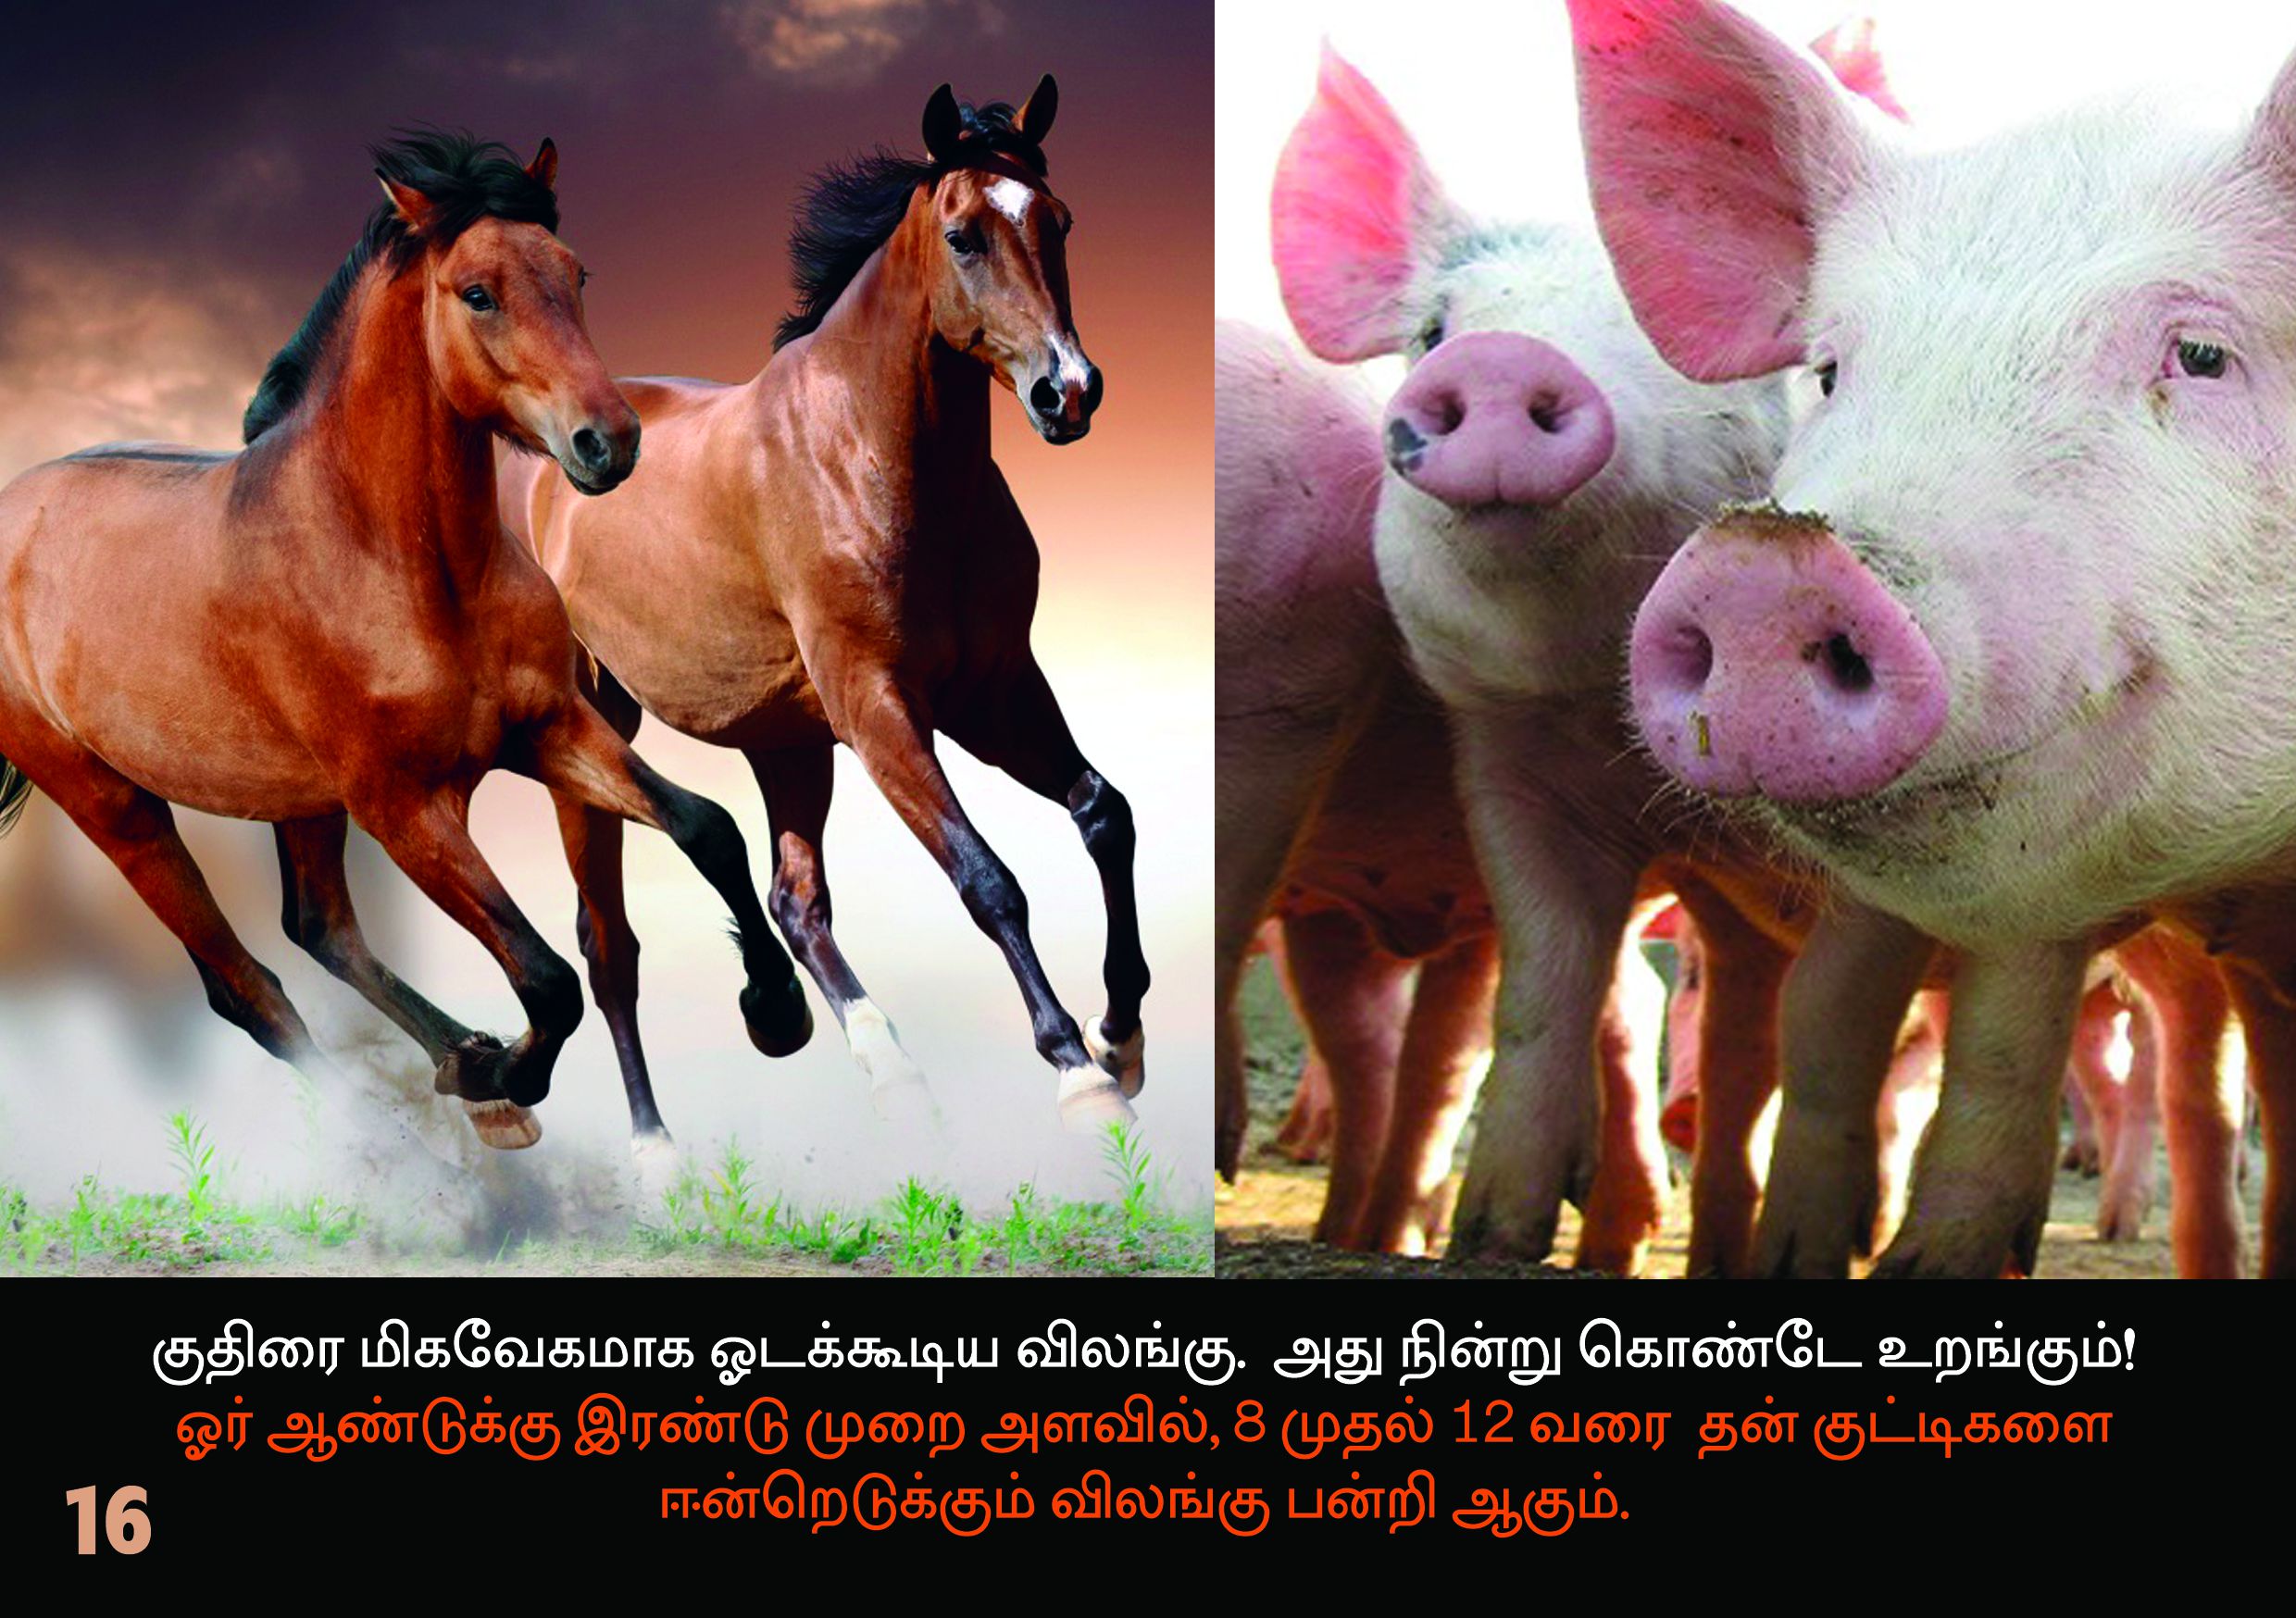 குதிரை மிகவேகமாக ஓடக்கூடிய விலங்கு. அது நின்று கொண்டே உறங்கும்!
ஓர் ஆண்டுக்கு இரண்டு முறை அளவில், 8 முதல் 12 வரை தன் குட்டிகளை
ஈன்றெடுக்கும் விலங்கு பன்றி ஆகும்.
16